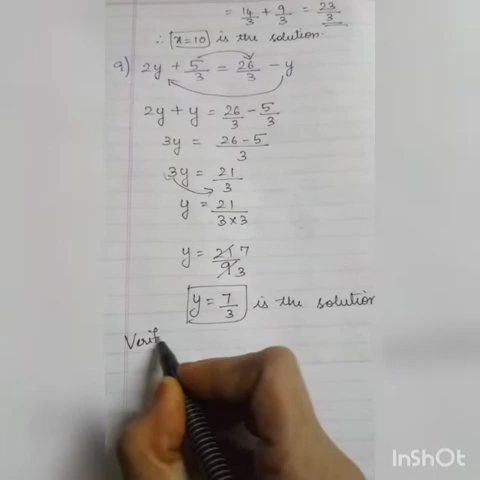 = 14/3 + 9/3 = 23/3
∴ x=10 is the solution.
9) 2y + 5/3 = 26/3 - y
2y + y = 26/3 - 5/3
3y = 26-5/3
3y = 21/3
y = 21/3×3
y = 21/9 7/3
y = 7/3 is the solution
Verif
InShOt